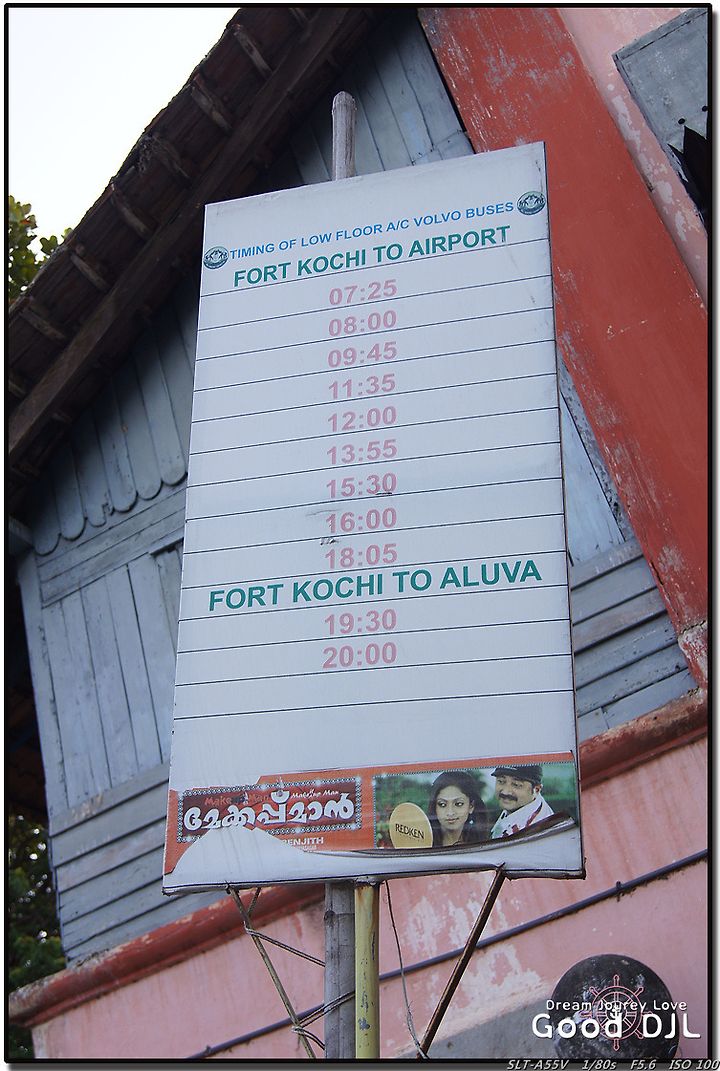 TIMING OF LOW FLOOR A/C VOLVO BUSES
FORT KOCHI TO AIRPORT
07:25
08:00
09:45
11:35
12:00
13:55
15:30
16:00
18:05
FORT KOCHI TO ALUVA
19:30
20:00
മേക്കപ്പ്മാൻ
REDKEN
Dream Jourey Love
Good DJL
SLT-A55V 1/80s F5.6 ISO 100